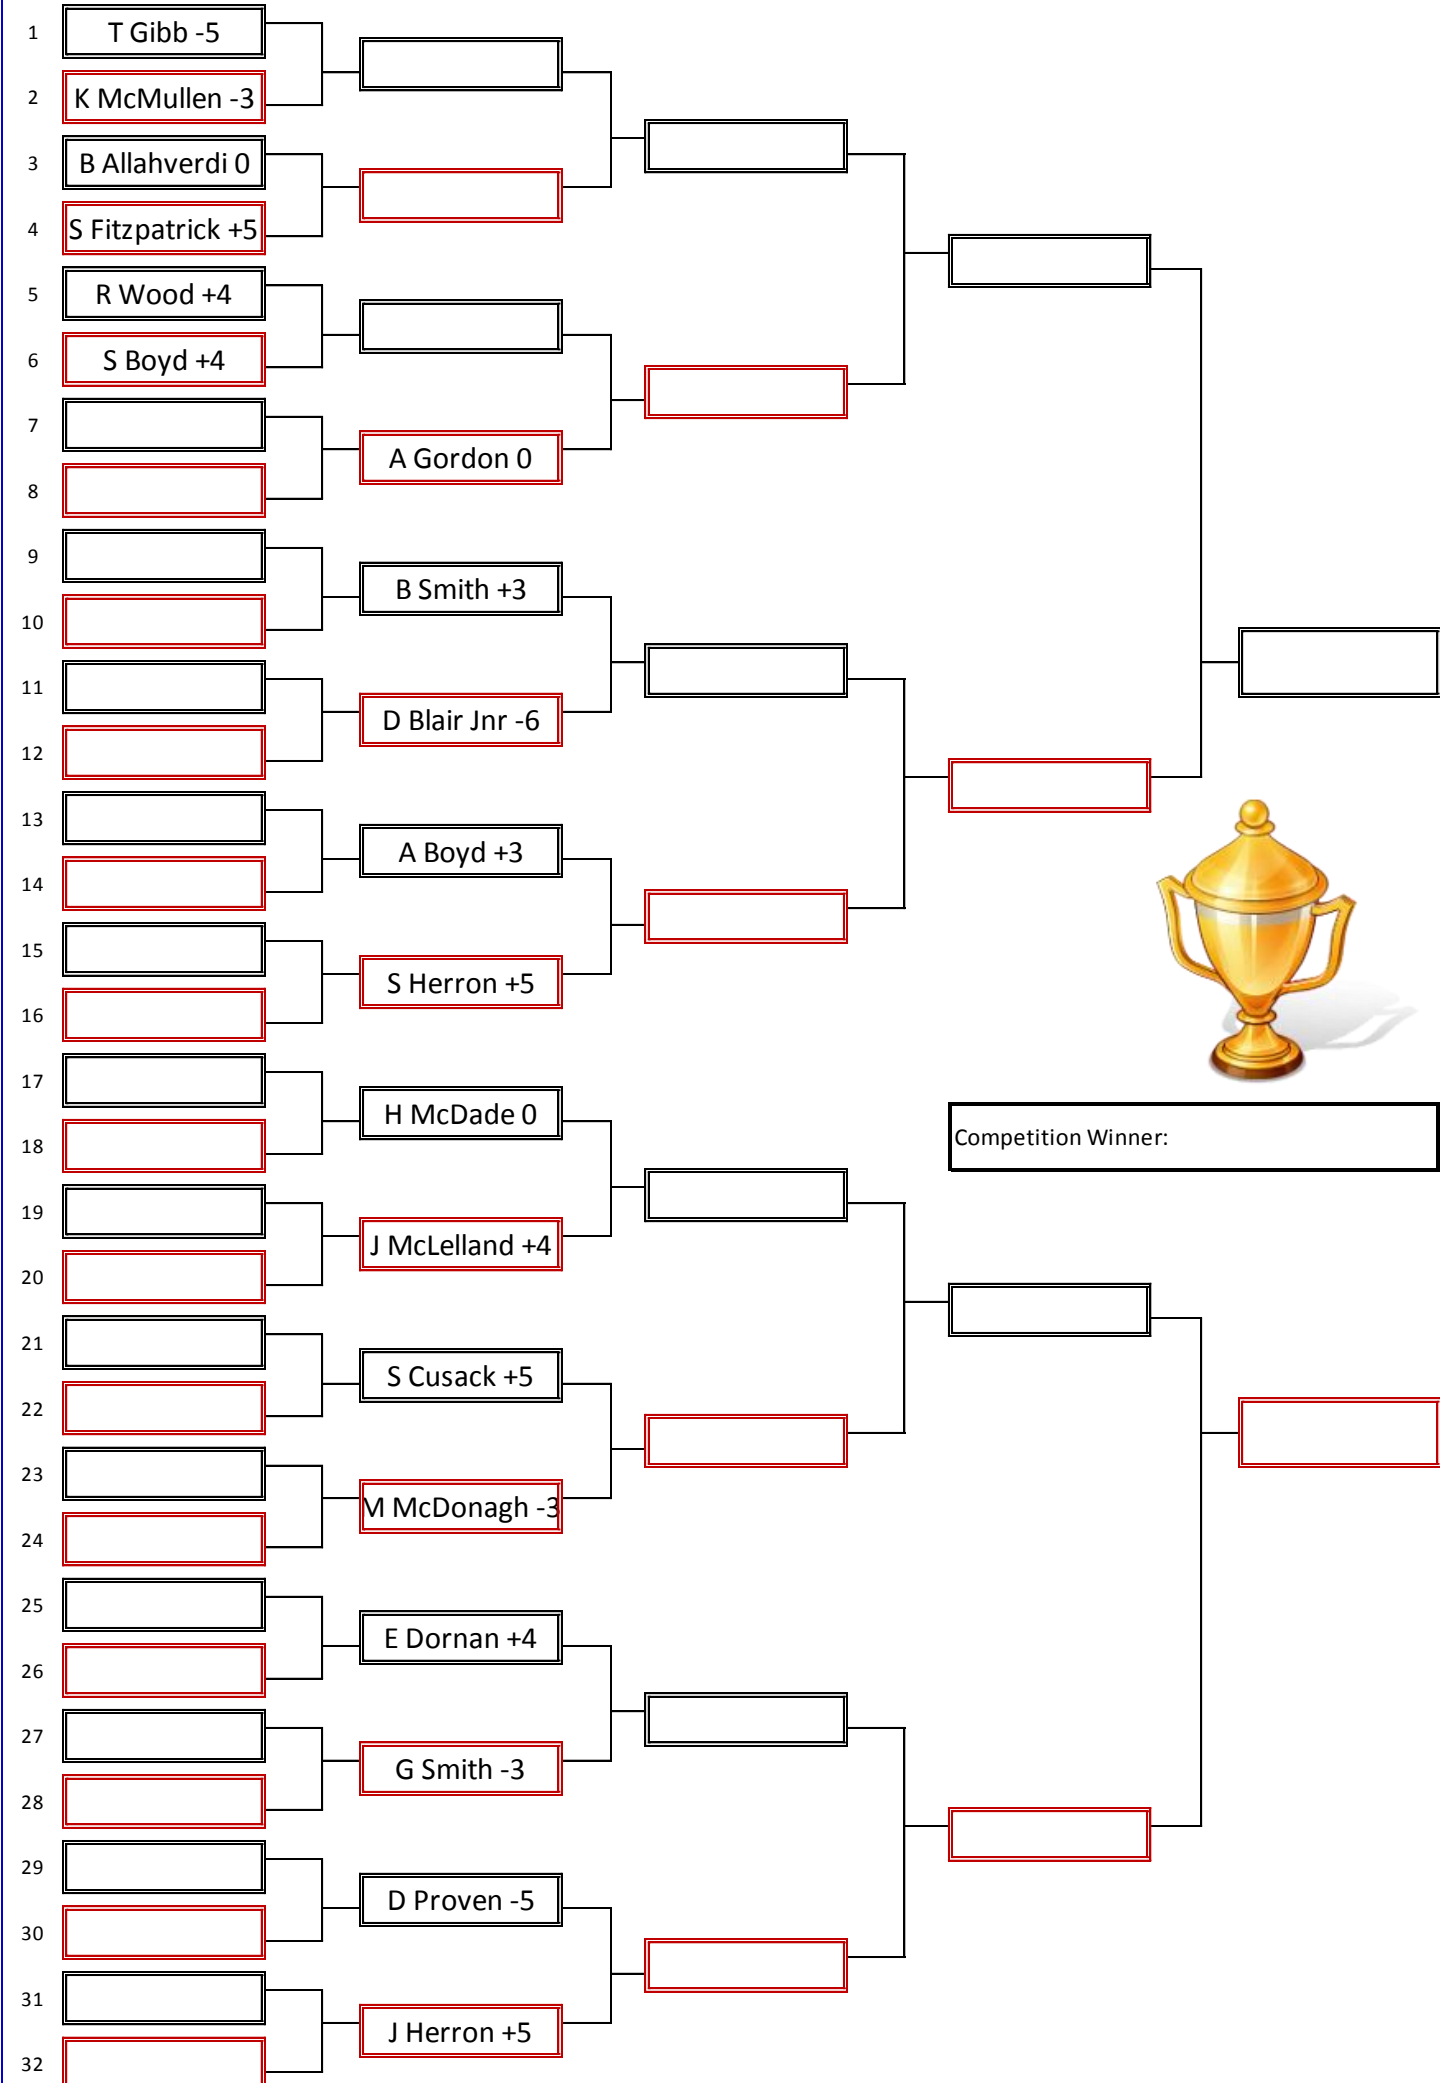 1
T Gibb -5
2
K McMullen -3
3
B Allahverdi 0
4
S Fitzpatrick +5
5
R Wood +4
6
S Boyd +4
7
8
A Gordon 0
9
B Smith +3
10
11
D Blair Jnr -6
12
13
A Boyd +3
14
15
S Herron +5
16
17
H McDade 0
18
Competition Winner:
19
J McLelland +4
20
21
S Cusack +5
22
23
M McDonagh -3
24
25
E Dornan +4
26
27
G Smith -3
28
29
D Proven -5
30
31
J Herron +5
32